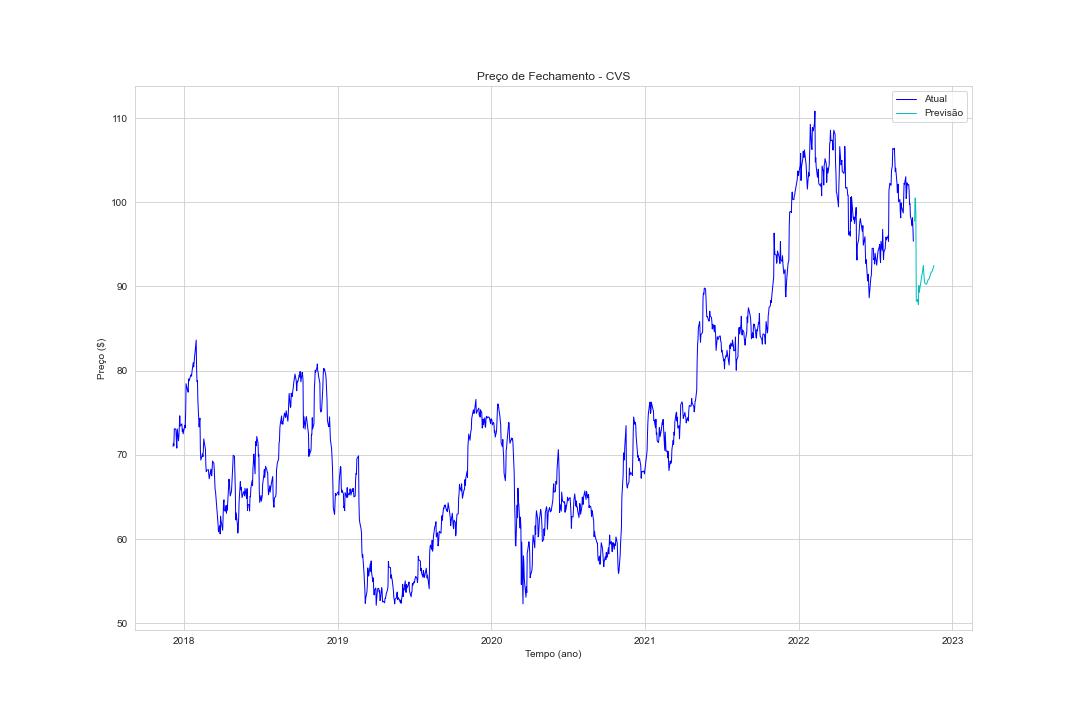 Preço de Fechamento - CVS
Atual
Previsão
110
100
90
80
70
60
50
Preço ($)
2018 2019 2020 2021 2022 2023
Tempo (ano)